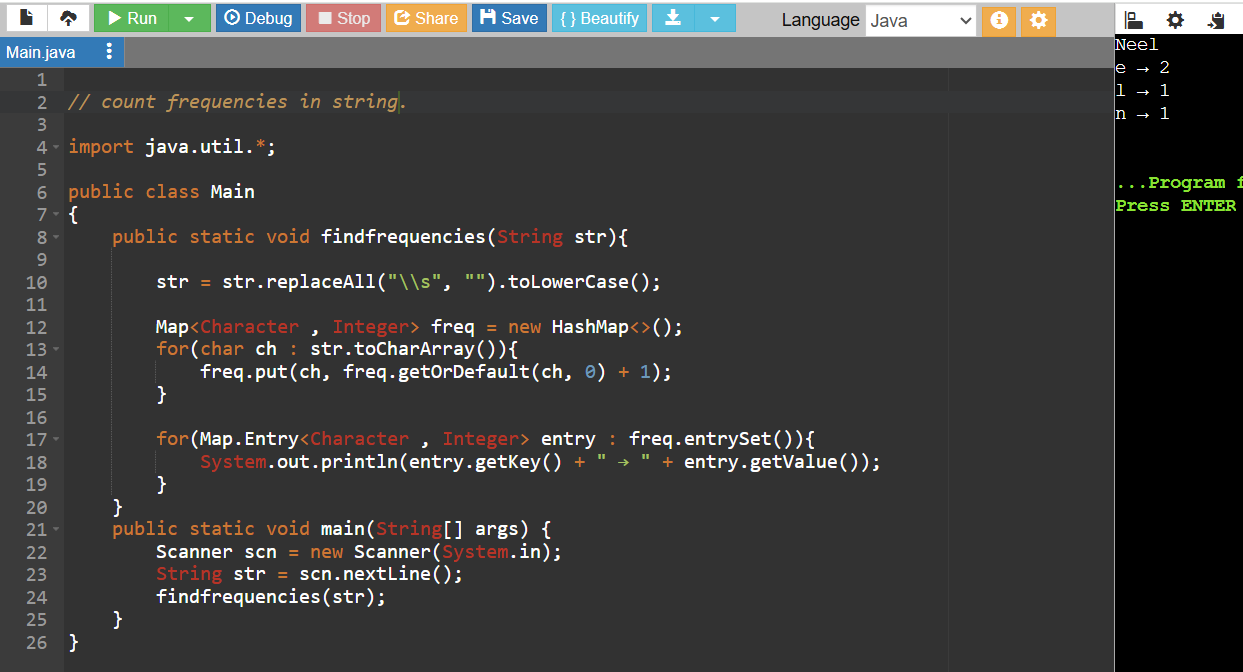 Run Debug Stop Share Save { } Beautify Language Java
Main.java
1
2 // count frequencies in string.
3
4 import java.util.*;
5
6 public class Main
7 {
8 public static void findfrequencies(String str){
9
10 str = str.replaceAll("\\s", "").toLowerCase();
11
12 Map<Character , Integer> freq = new HashMap<>();
13 for(char ch : str.toCharArray()){
14 freq.put(ch, freq.getOrDefault(ch, 0) + 1);
15 }
16
17 for(Map.Entry<Character , Integer> entry : freq.entrySet()){
18 System.out.println(entry.getKey() + " → " + entry.getValue());
19 }
20 }
21 public static void main(String[] args) {
22 Scanner scn = new Scanner(System.in);
23 String str = scn.nextLine();
24 findfrequencies(str);
25 }
26 }
Neel
e → 2
l → 1
n → 1
...Program f
Press ENTER